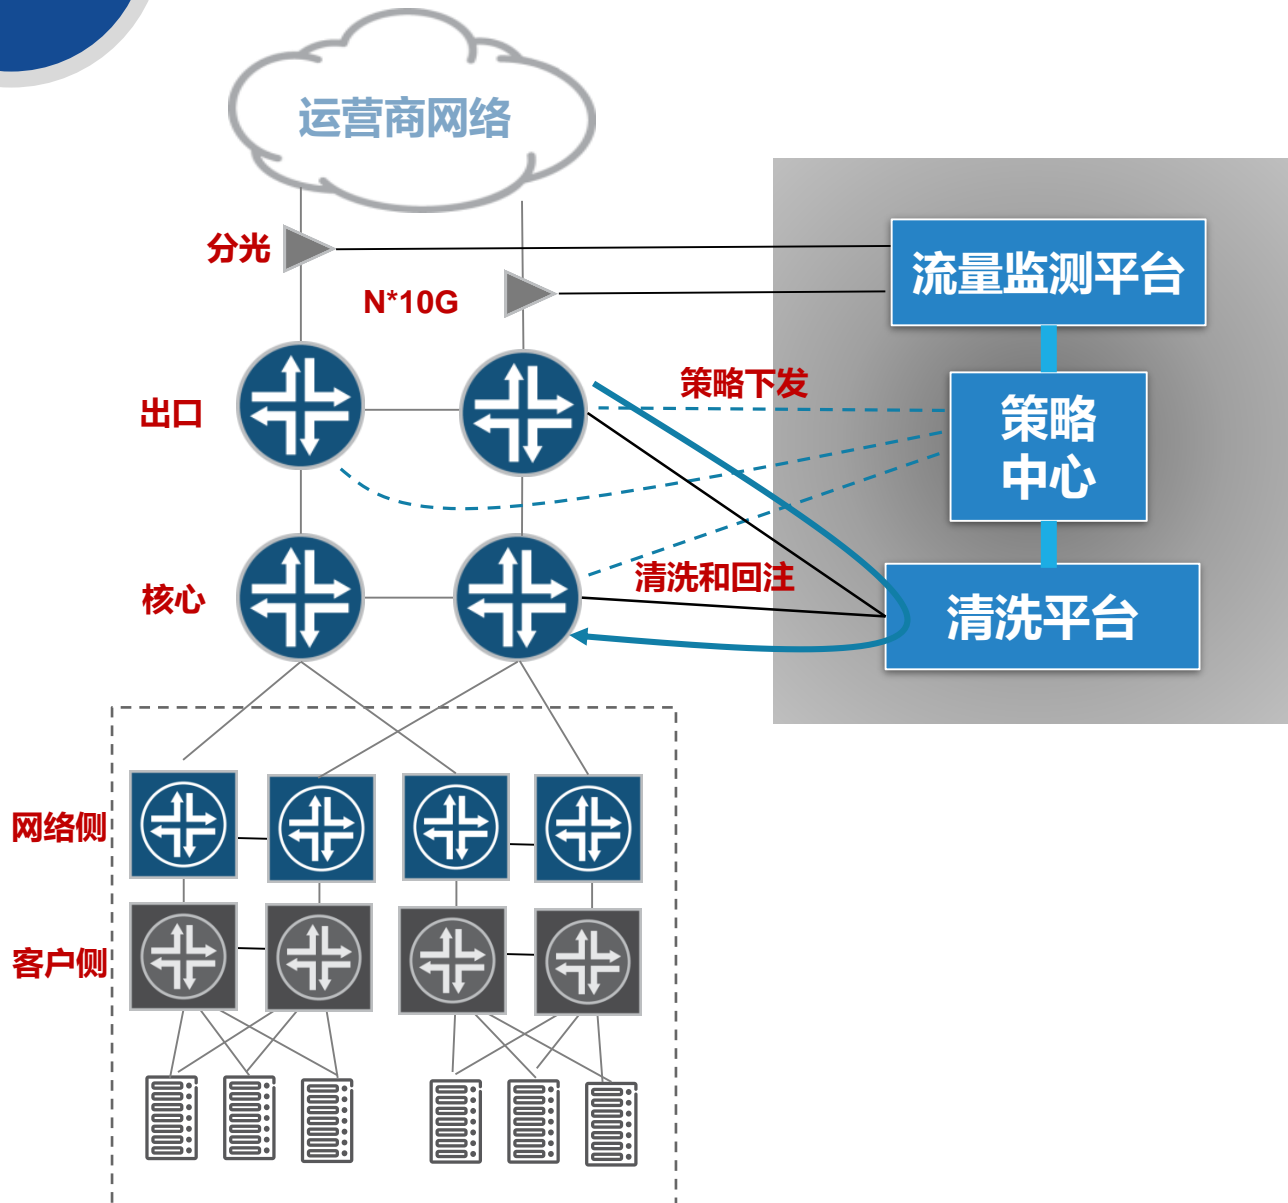 运营商网络
分光
N*10G
流量监测平台
策略下发
出口
策略
中心
清洗和回注
核心
清洗平台
网络侧
客户侧